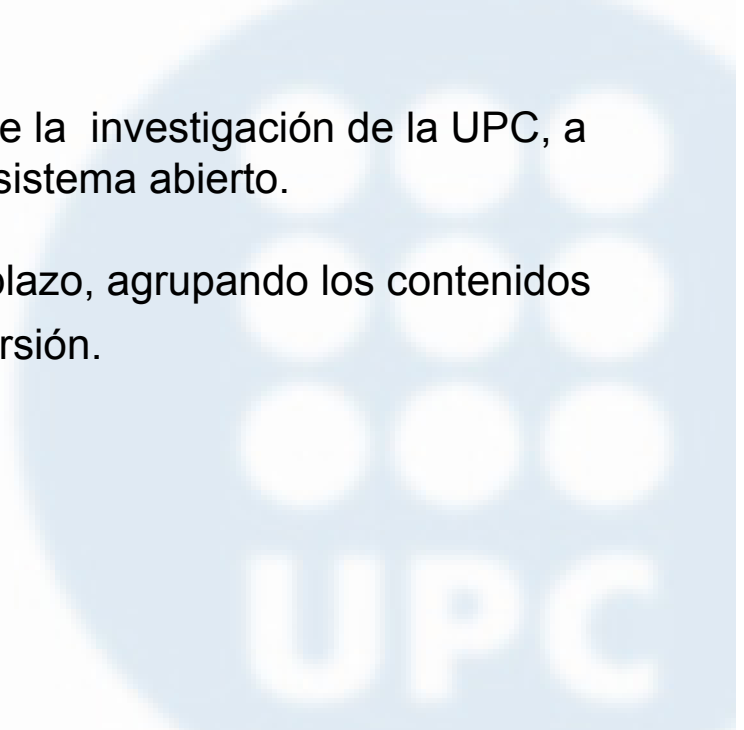 e la investigación de la UPC, a
sistema abierto.
plazo, agrupando los contenidos
rsión.
UPC